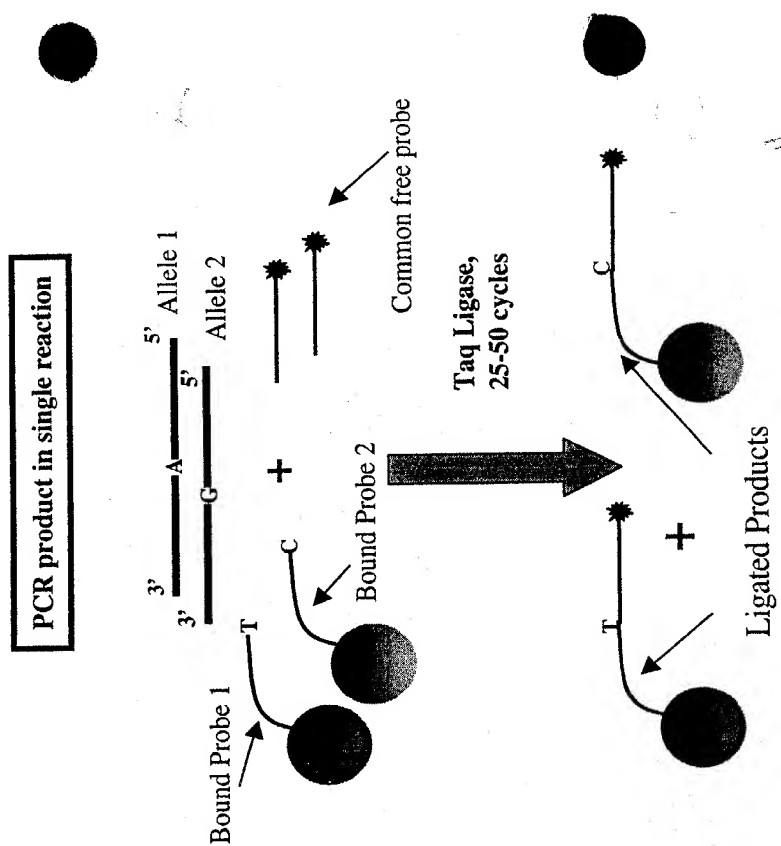 PCR product in single reaction
3'
A
5'
Allele 1
3'
G
5'
Allele 2
Bound Probe 1
T
C
Bound Probe 2
+
Common free probe
Taq Ligase,
25-50 cycles
T
+
C
Ligated Products